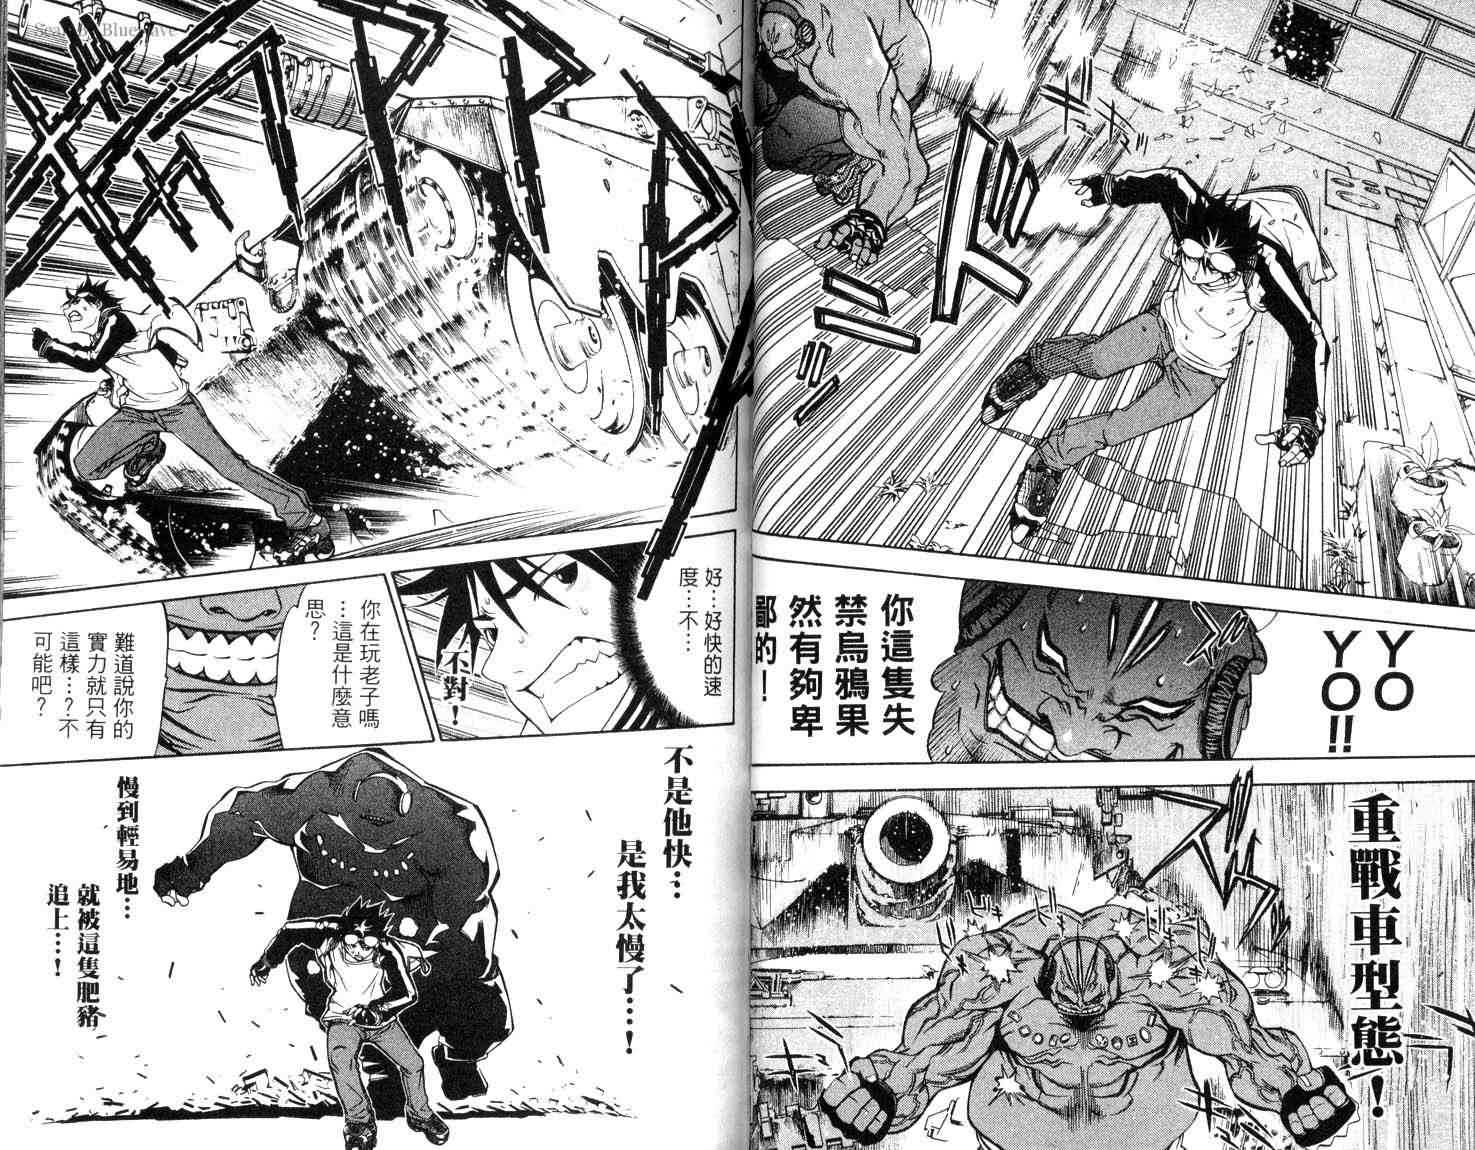 YO
YO!!
你這隻失
禁烏鴉果
然有夠卑
鄙的！
重戰車型態！
好…好快的速
度…不…
不對！
你在玩老子嗎
…這是什麼意
思？
難道說你的
實力就只有
這樣…？不
可能吧？
不是他快…
是我太慢了…！
慢到輕易地…
就被這隻肥豬
追上…！